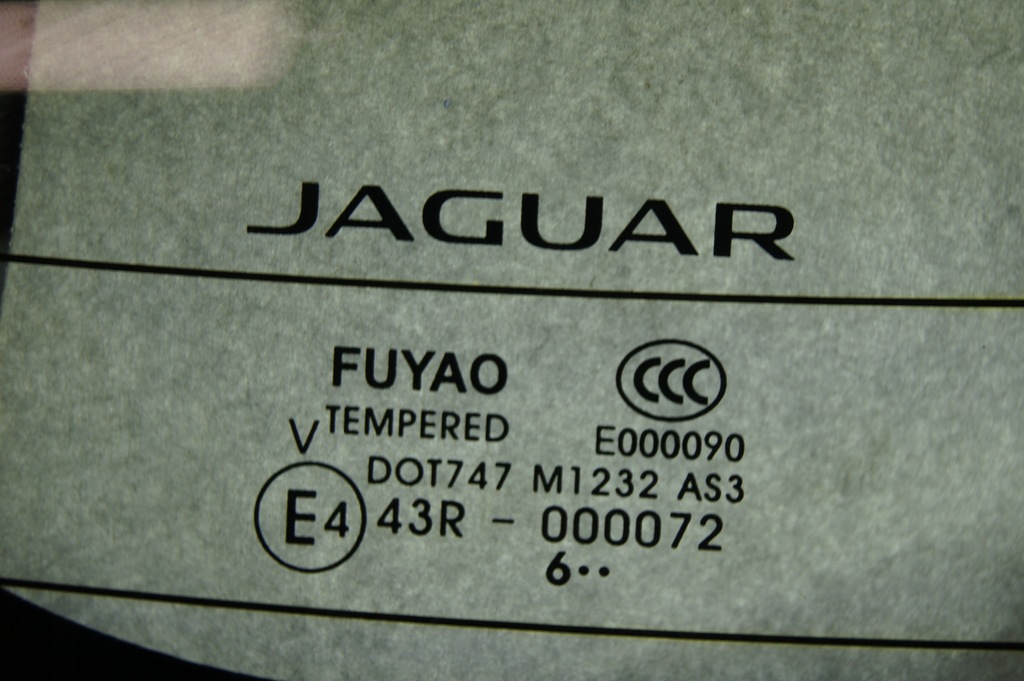 JAGUAR
FUYAO
CCC
TEMPERED
E000090
V
DOT747 M1232 AS3
E4 43R - 000072
6··